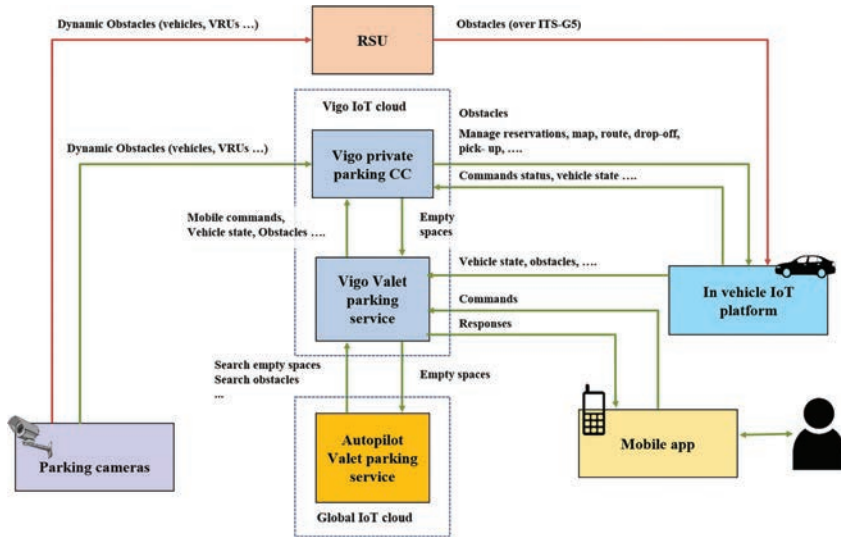 Dynamic Obstacles (vehicles, VRUs …)
RSU
Obstacles (over ITS-G5)
Vigo IoT cloud
Obstacles
Manage reservations, map, route, drop-off,
pick- up, ….
Dynamic Obstacles (vehicles, VRUs …)
Vigo private
parking CC
Commands status, vehicle state ….
Mobile commands,
Vehicle state, Obstacles ….
Empty
spaces
Vigo Valet
parking
service
Vehicle state, obstacles, ….
In vehicle IoT
platform
Commands
Responses
Search empty spaces
Search obstacles
...
Empty spaces
Parking cameras
Autopilot
Valet parking
service
Mobile app
Global IoT cloud